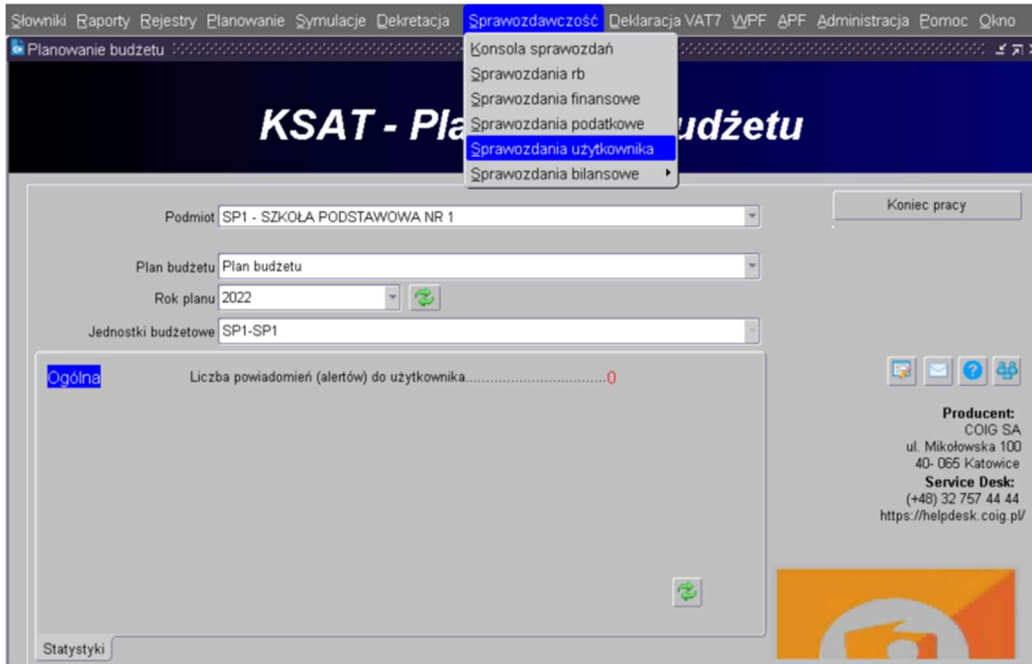 Słowniki Raporty Rejestry Planowanie Symulacje Dekretacja Sprawozdawczość Deklaracja VAT7 WPF APF Administracja Pomoc Okno
Planowanie budżetu
Konsola sprawozdań
Sprawozdania rb
Sprawozdania finansowe
Sprawozdania podatkowe
Sprawozdania użytkownika
Sprawozdania bilansowe
KSAT - Pla udżetu
Koniec pracy
Podmiot SP1 - SZKOŁA PODSTAWOWA NR 1
Plan budżetu Plan budzetu
Rok planu 2022
Jednostki budżetowe SP1-SP1
Ogólna
Liczba powiadomień (alertów) do użytkownika..................................0
Producent:
COIG SA
ul. Mikołowska 100
40- 065 Katowice
Service Desk:
(+48) 32 757 44 44
https://helpdesk.coig.pl/
Statystyki